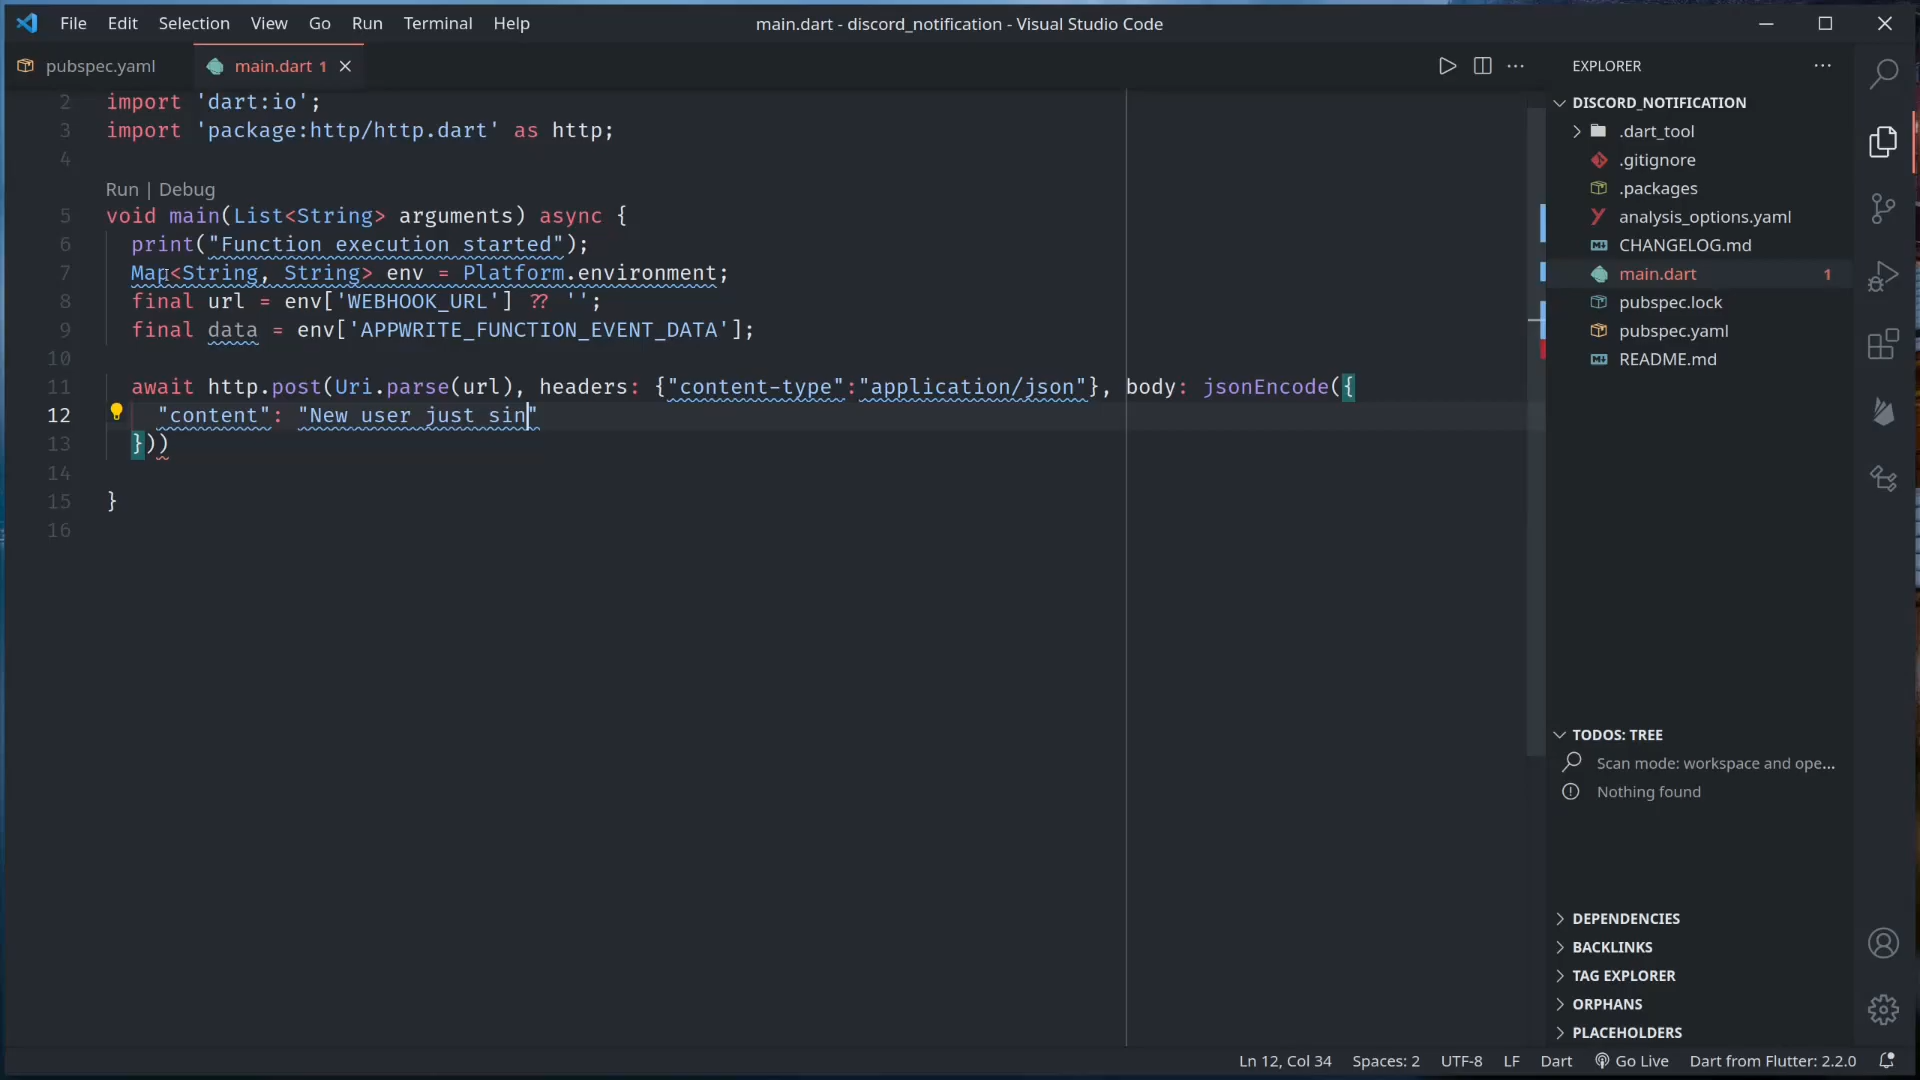 File Edit Selection View Go Run Terminal Help
main.dart - discord_notification - Visual Studio Code
pubspec.yaml
main.dart 1
EXPLORER
2 import 'dart:io';
3 import 'package:http/http.dart' as http;
4
Run | Debug
5 void main(List<String> arguments) async {
6 print("Function execution started");
7 Map<String, String> env = Platform.environment;
8 final url = env['WEBHOOK_URL'] ?? '';
9 final data = env['APPWRITE_FUNCTION_EVENT_DATA'];
10
11 await http.post(Uri.parse(url), headers: {"content-type":"application/json"}, body: jsonEncode({
12 "content": "New user just sin"
13 }))
14
15 }
16
DISCORD_NOTIFICATION
.dart_tool
.gitignore
.packages
analysis_options.yaml
CHANGELOG.md
main.dart 1
pubspec.lock
pubspec.yaml
README.md
TODOS: TREE
Scan mode: workspace and ope...
Nothing found
DEPENDENCIES
BACKLINKS
TAG EXPLORER
ORPHANS
PLACEHOLDERS
Ln 12, Col 34 Spaces: 2 UTF-8 LF Dart Go Live Dart from Flutter: 2.2.0